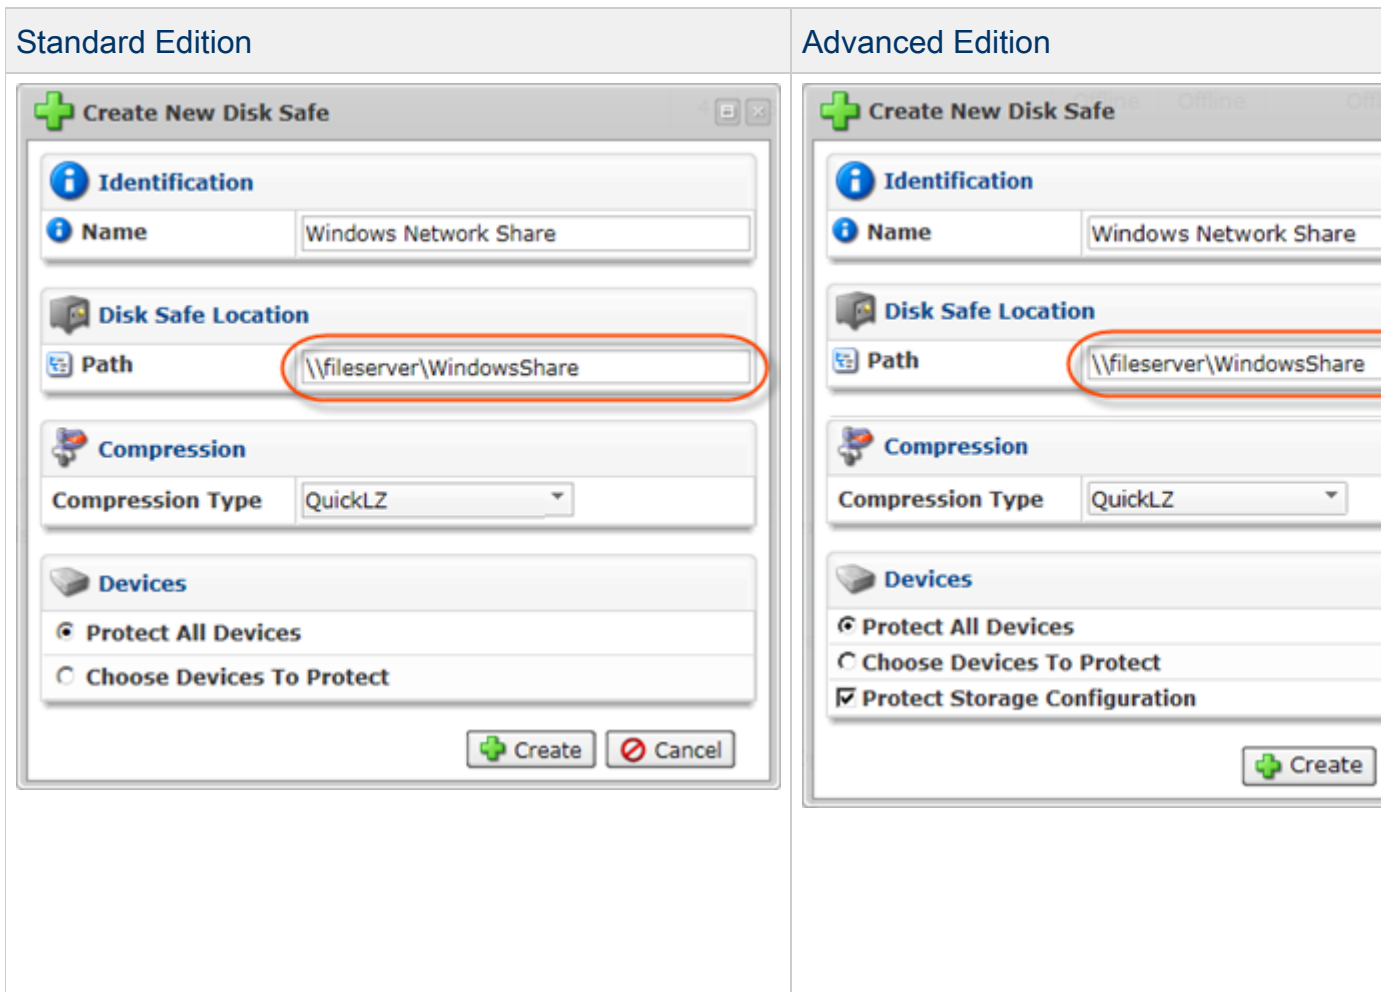 Standard Edition
Create New Disk Safe
Identification
Name
Windows Network Share
Disk Safe Location
Path
\\fileserver\WindowsShare
Compression
Compression Type
QuickLZ
Devices
Protect All Devices
Choose Devices To Protect
Create
Cancel
Advanced Edition
Create New Disk Safe
Offline
Identification
Name
Windows Network Share
Disk Safe Location
Path
\\fileserver\WindowsShare
Compression
Compression Type
QuickLZ
Devices
Protect All Devices
Choose Devices To Protect
Protect Storage Configuration
Create